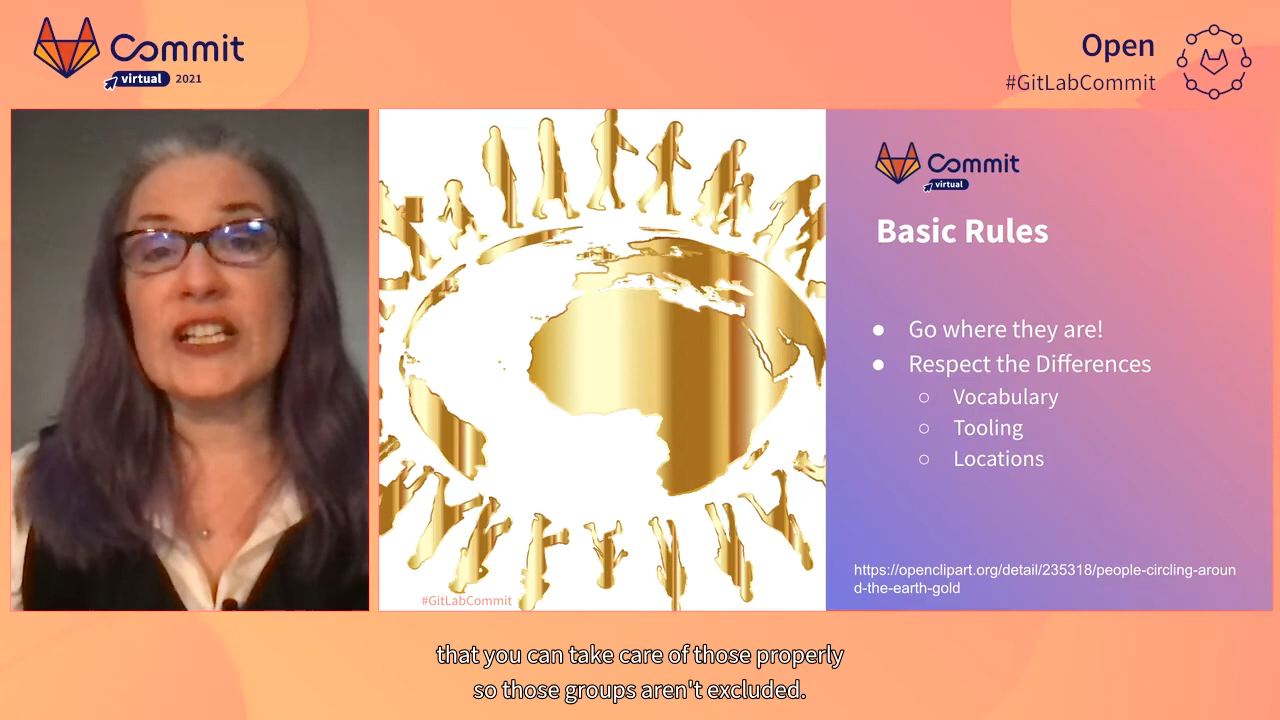 Commit
virtual 2021
Open
#GitLabCommit
Commit
virtual
Basic Rules
● Go where they are!
● Respect the Differences
○ Vocabulary
○ Tooling
○ Locations
https://openclipart.org/detail/235318/people-circling-aroun
d-the-earth-gold
#GitLabCommit
that you can take care of those properly
so those groups aren't excluded.